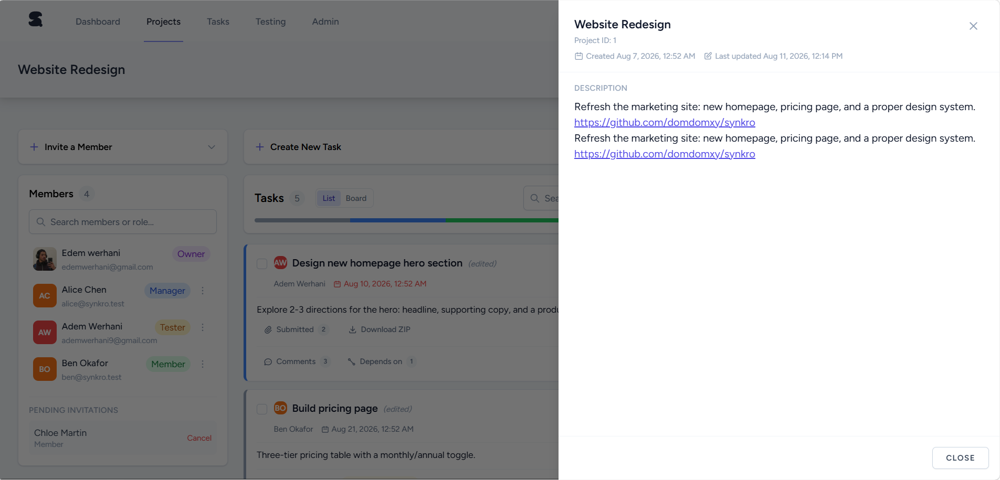 Dashboard
Projects
Tasks
Testing
Admin
Website Redesign
Invite a Member
Create New Task
Members 4
Search members or role...
Edem werhani
Owner
edemwerhani@gmail.com
AC
Alice Chen
Manager
alice@synkro.test
AW
Adem Werhani
Tester
ademwerhani9@gmail.com
BO
Ben Okafor
Member
ben@synkro.test
PENDING INVITATIONS
Chloe Martin
Member
Cancel
Tasks 5
List
Board
AW
Design new homepage hero section (edited)
Adem Werhani
Aug 10, 2026, 12:52 AM
Explore 2-3 directions for the hero: headline, supporting copy, and a
Submitted 2
Download ZIP
Comments 3
Depends on 1
BO
Build pricing page (edited)
Ben Okafor
Aug 21, 2026, 12:52 AM
Three-tier pricing table with a monthly/annual toggle.
Website Redesign
Project ID: 1
Created Aug 7, 2026, 12:52 AM
Last updated Aug 11, 2026, 12:14 PM
DESCRIPTION
Refresh the marketing site: new homepage, pricing page, and a proper design system.
https://github.com/domdomxy/synkro
Refresh the marketing site: new homepage, pricing page, and a proper design system.
https://github.com/domdomxy/synkro
CLOSE